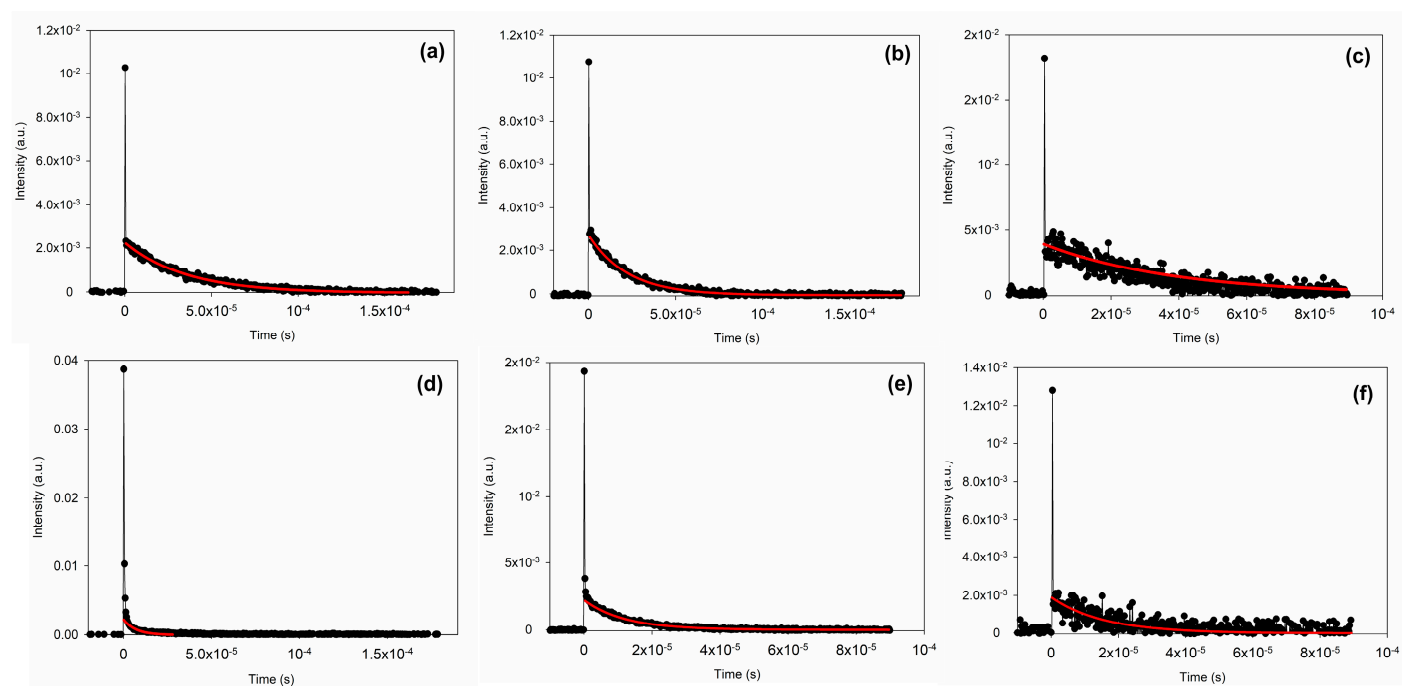 (a)
1.2x10-2
10-2
8.0x10-3
6.0x10-3
4.0x10-3
2.0x10-3
0
Intensity (a.u.)
0
5.0x10-5
10-4
1.5x10-4
Time (s)
(b)
1.2x10-2
10-2
8.0x10-3
6.0x10-3
4.0x10-3
2.0x10-3
0
Intensity (a.u.)
0
5.0x10-5
10-4
1.5x10-4
Time (s)
(c)
2x10-2
2x10-2
10-2
5x10-3
0
Intensity (a.u.)
0
2x10-5
4x10-5
6x10-5
8x10-5
10-4
Time (s)
(d)
0.04
0.03
0.02
0.01
0.00
Intensity (a.u.)
0
5.0x10-5
10-4
1.5x10-4
Time (s)
(e)
2x10-2
2x10-2
10-2
5x10-3
0
Intensity (a.u.)
0
2x10-5
4x10-5
6x10-5
8x10-5
10-4
Time (s)
(f)
1.4x10-2
1.2x10-2
10-2
8.0x10-3
6.0x10-3
4.0x10-3
2.0x10-3
0
Intensity (a.u.)
0
2x10-5
4x10-5
6x10-5
8x10-5
10-4
Time (s)